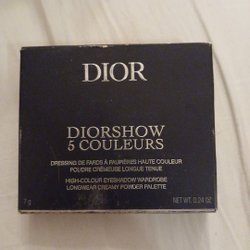 DIOR
DIORSHOW
5 COULEURS
DRESSING DE FARDS À PAUPIÈRES HAUTE COULEUR
POUDRE CRÉMEUSE LONGUE TENUE
HIGH-COLOUR EYESHADOW WARDROBE
LONGWEAR CREAMY POWDER PALETTE
7 g
NET WT. 0.24 OZ